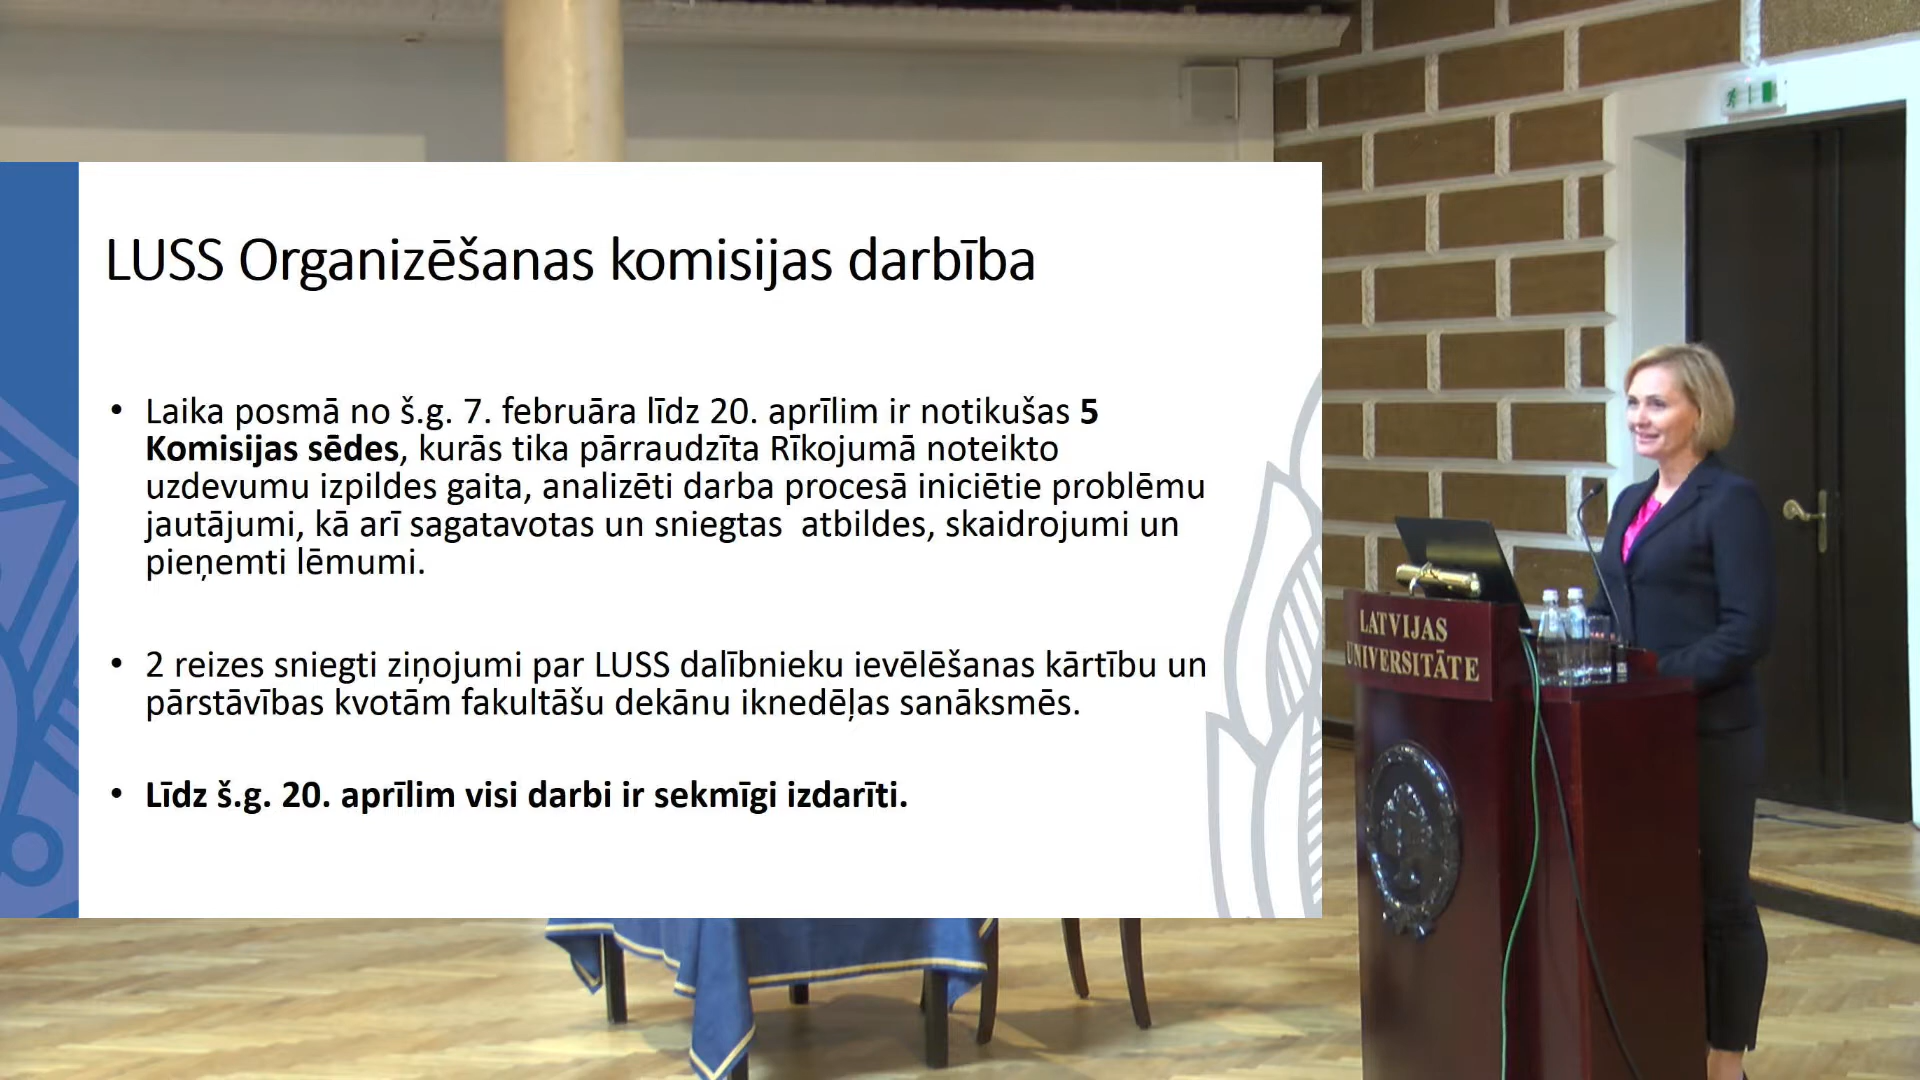 LUSS Organizēšanas komisijas darbība
• Laika posmā no š.g. 7. februāra līdz 20. aprīlim ir notikušas 5
Komisijas sēdes, kurās tika pārraudzīta Rīkojumā noteikto
uzdevumu izpildes gaita, analizēti darba procesā iniciētie problēmu
jautājumi, kā arī sagatavotas un sniegtas  atbildes, skaidrojumi un
pieņemti lēmumi.
• 2 reizes sniegti ziņojumi par LUSS dalībnieku ievēlēšanas kārtību un
pārstāvības kvotām fakultāšu dekānu iknedēļas sanāksmēs.
• Līdz š.g. 20. aprīlim visi darbi ir sekmīgi izdarīti.
LATVIJAS
UNIVERSITĀTE